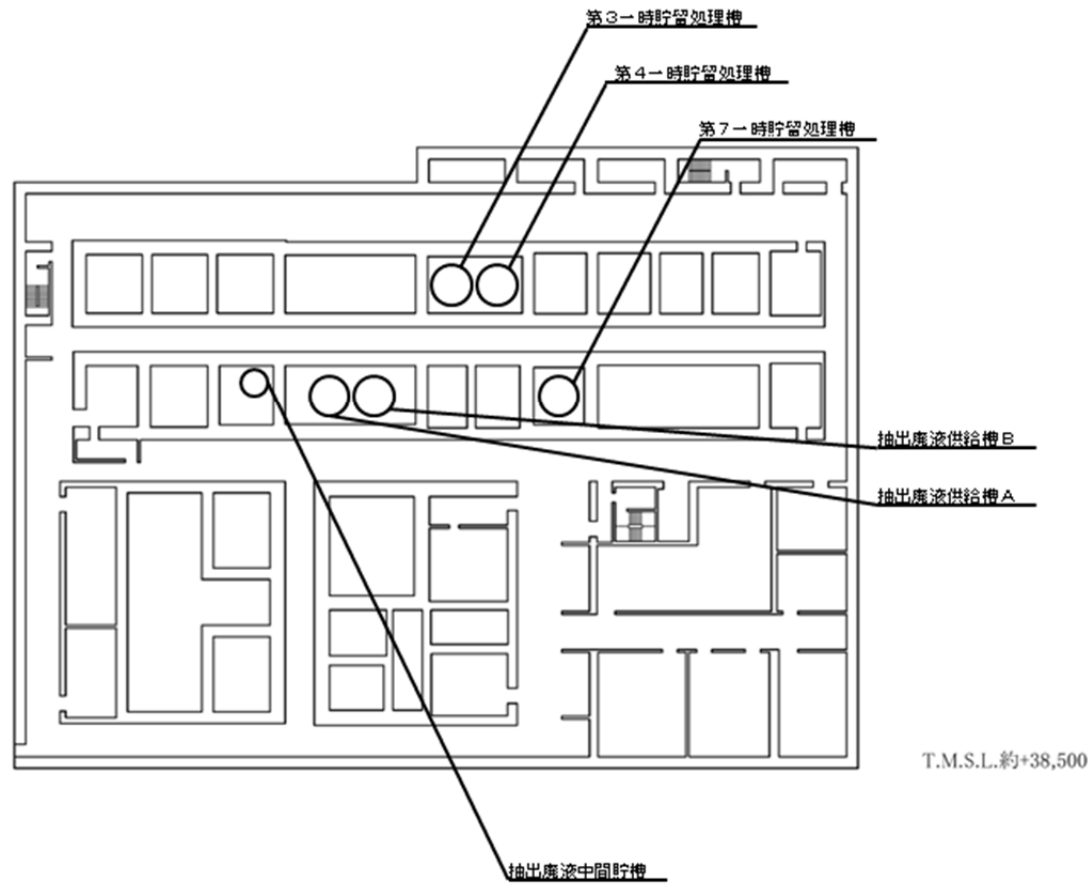 第3一時貯留処理槽
第4一時貯留処理槽
第7一時貯留処理槽
抽出廃液供給槽B
抽出廃液供給槽A
T.M.S.L.約+38,500
抽出廃液中間貯槽